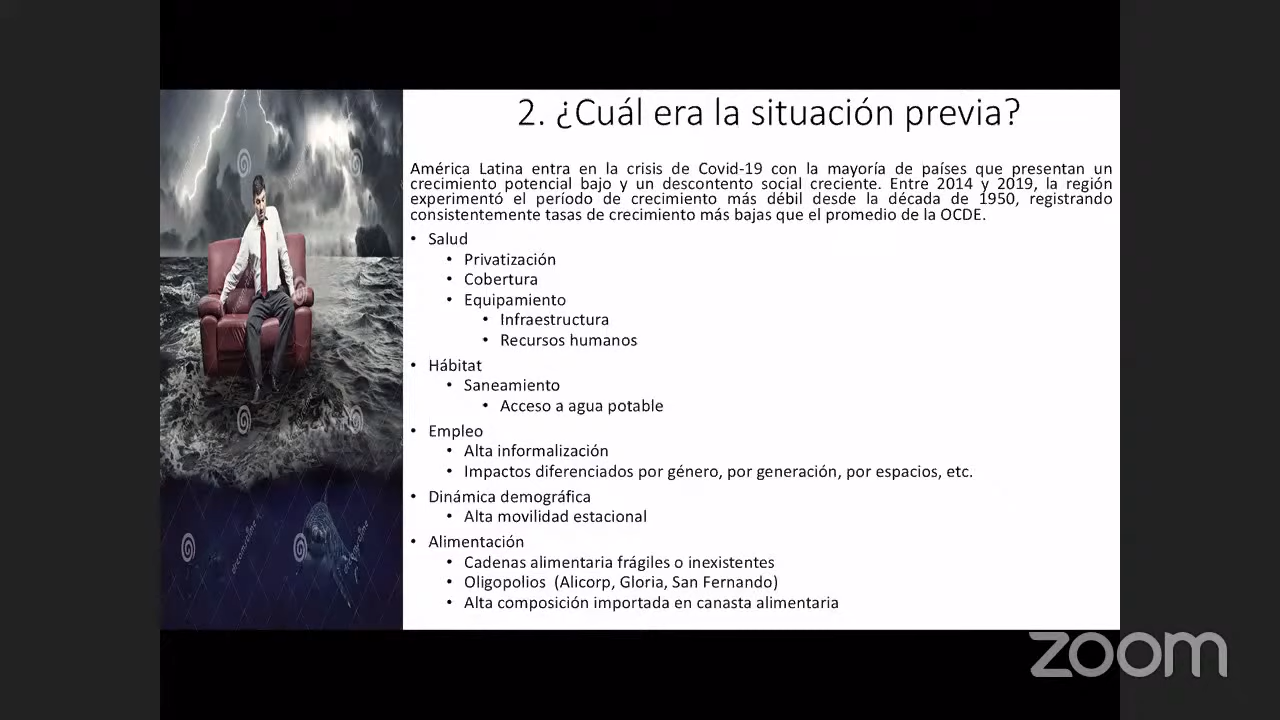 2. ¿Cuál era la situación previa?
América Latina entra en la crisis de Covid-19 con la mayoría de países que presentan un
crecimiento potencial bajo y un descontento social creciente. Entre 2014 y 2019, la región
experimentó el período de crecimiento más débil desde la década de 1950, registrando
consistentemente tasas de crecimiento más bajas que el promedio de la OCDE.
• Salud
• Privatización
• Cobertura
• Equipamiento
• Infraestructura
• Recursos humanos
• Hábitat
• Saneamiento
• Acceso a agua potable
• Empleo
• Alta informalización
• Impactos diferenciados por género, por generación, por espacios, etc.
• Dinámica demográfica
• Alta movilidad estacional
• Alimentación
• Cadenas alimentaria frágiles o inexistentes
• Oligopolios (Alicorp, Gloria, San Fernando)
• Alta composición importada en canasta alimentaria
zoom